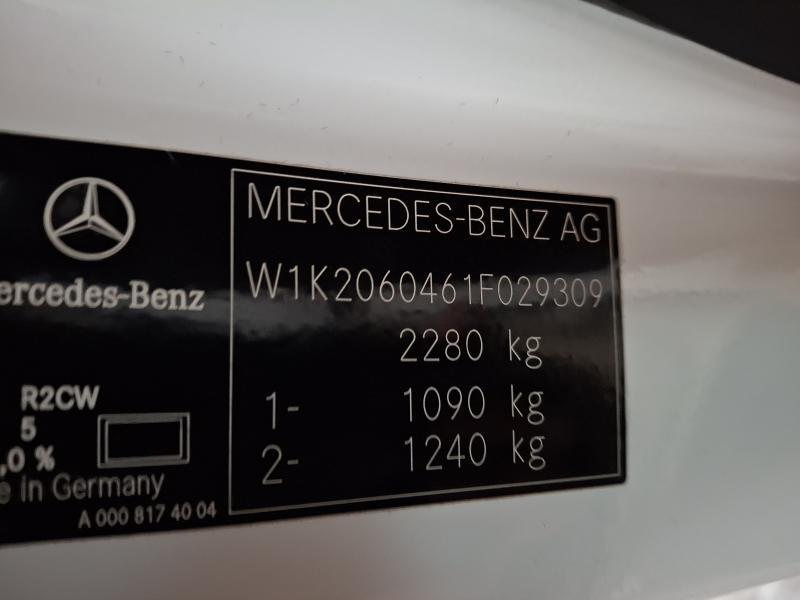 MERCEDES-BENZ AG
W1K2060461F029309
2280 kg
1- 1090 kg
2- 1240 kg
ercedes-Benz
R2CW
5
,0 %
e in Germany
A 000 817 40 04